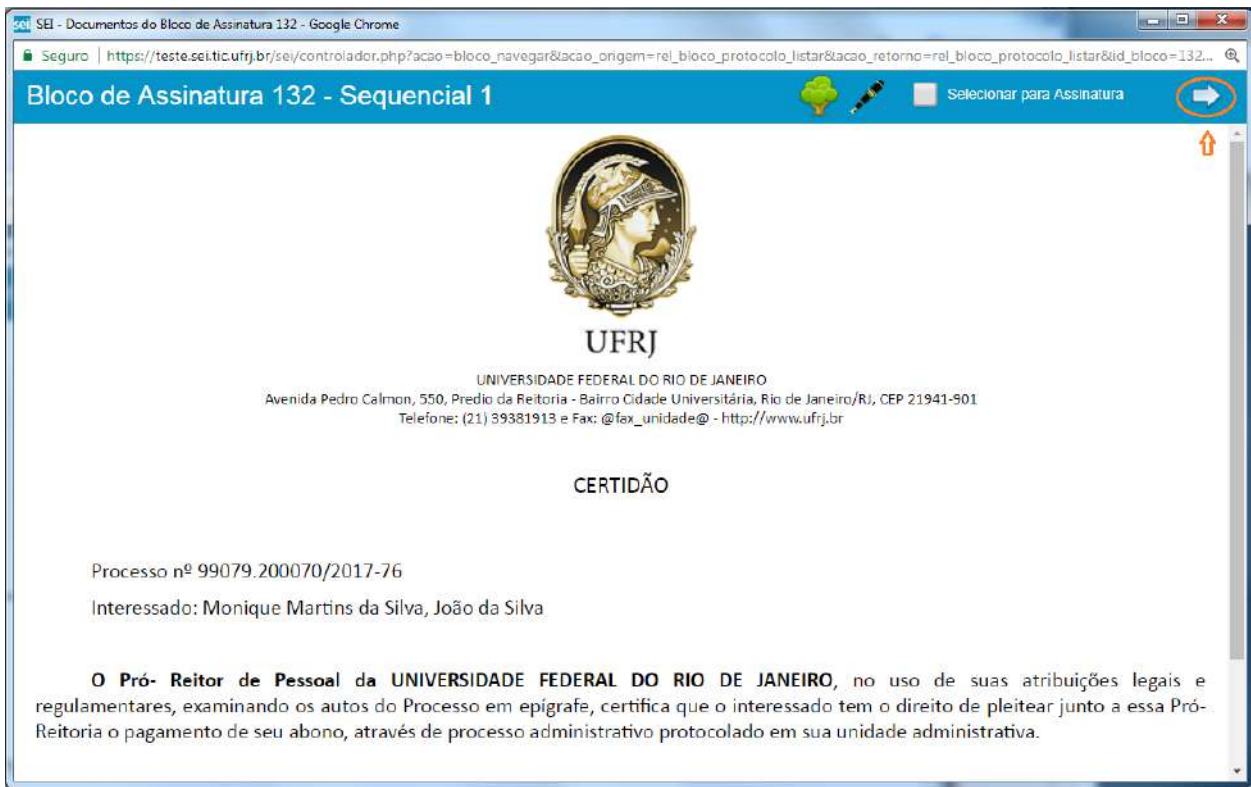 sei SEI - Documentos do Bloco de Assinatura 132 - Google Chrome
Seguro | https://teste.sei.tic.ufrj.br/sei/controlador.php?acao=bloco_navegar&acao_origem=rel_bloco_protocolo_listar&acao_retorno=rel_bloco_protocolo_listar&id_bloco=132...
Bloco de Assinatura 132 - Sequencial 1
Selecionar para Assinatura
UFRJ
UNIVERSIDADE FEDERAL DO RIO DE JANEIRO
Avenida Pedro Calmon, 550, Predio da Reitoria - Bairro Cidade Universitária, Rio de Janeiro/RJ, CEP 21941-901
Telefone: (21) 39381913 e Fax: @fax_unidade@ - http://www.ufrj.br
CERTIDÃO
Processo nº 99079.200070/2017-76
Interessado: Monique Martins da Silva, João da Silva
O Pró- Reitor de Pessoal da UNIVERSIDADE FEDERAL DO RIO DE JANEIRO, no uso de suas atribuições legais e
regulamentares, examinando os autos do Processo em epígrafe, certifica que o interessado tem o direito de pleitear junto a essa Pró-
Reitoria o pagamento de seu abono, através de processo administrativo protocolado em sua unidade administrativa.